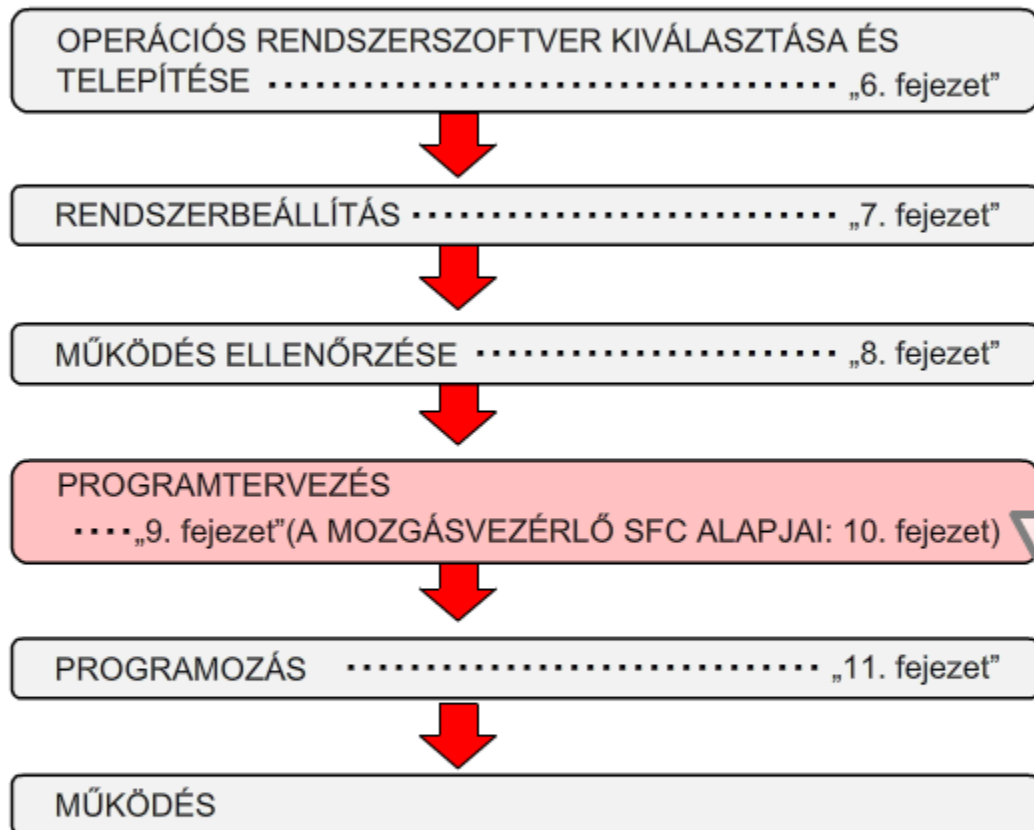 OPERÁCIÓS RENDSZERSZOFTVER KIVÁLASZTÁSA ÉS
TELEPÍTÉSE ···································· „6. fejezet”
RENDSZERBEÁLLÍTÁS ··························· „7. fejezet”
MŰKÖDÉS ELLENŐRZÉSE ······················· „8. fejezet”
PROGRAMTERVEZÉS
····„9. fejezet”(A MOZGÁSVEZÉRLŐ SFC ALAPJAI: 10. fejezet)
PROGRAMOZÁS ······························ „11. fejezet”
MŰKÖDÉS